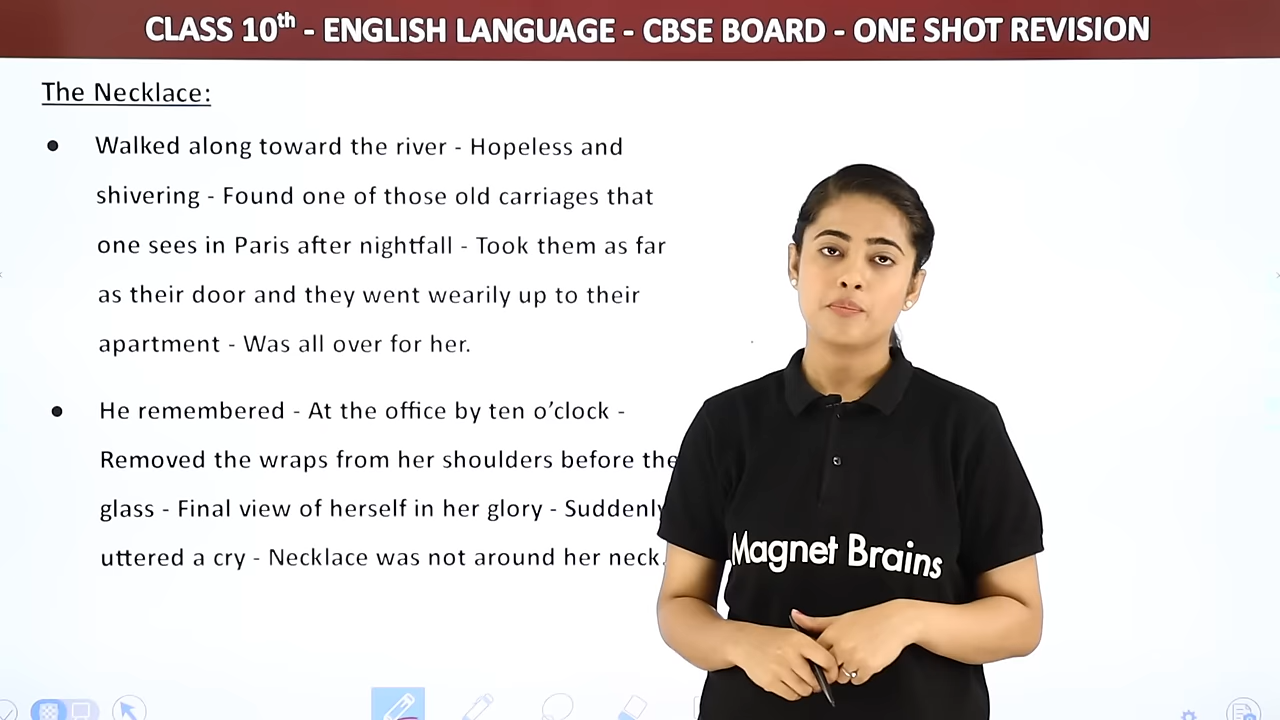 CLASS 10th - ENGLISH LANGUAGE - CBSE BOARD - ONE SHOT REVISION
The Necklace:
● Walked along toward the river - Hopeless and
shivering - Found one of those old carriages that
one sees in Paris after nightfall - Took them as far
as their door and they went wearily up to their
apartment - Was all over for her.
● He remembered - At the office by ten o’clock -
Removed the wraps from her shoulders before the
glass - Final view of herself in her glory - Suddenly
uttered a cry - Necklace was not around her neck.
Magnet Brains